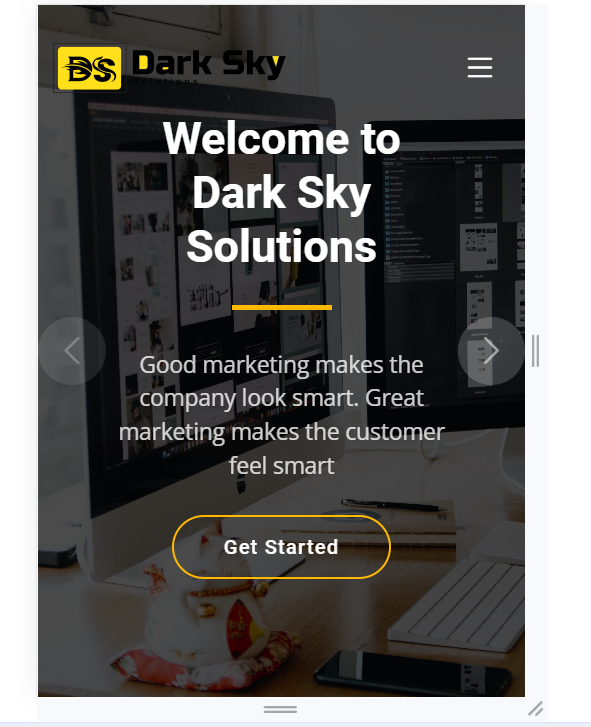 DS
Dark Sky
Solutions
Welcome to
Dark Sky
Solutions
Good marketing makes the
company look smart. Great
marketing makes the customer
feel smart
Get Started